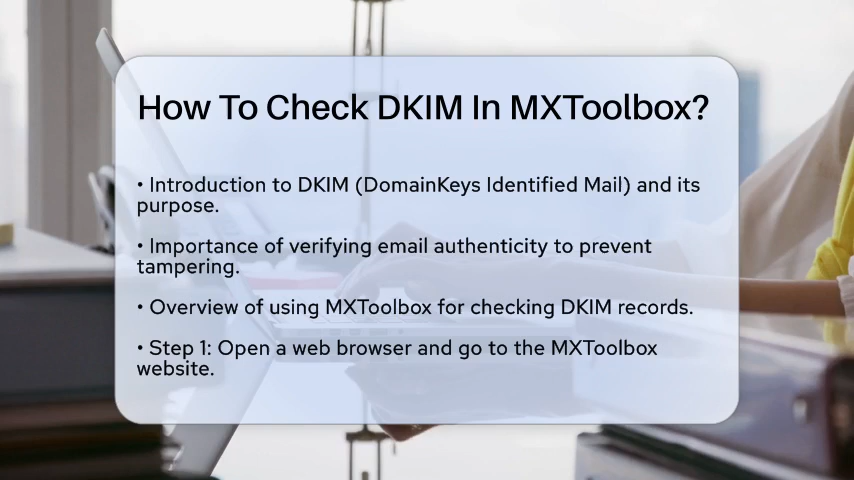 How To Check DKIM In MXToolbox?
• Introduction to DKIM (DomainKeys Identified Mail) and its
purpose.
• Importance of verifying email authenticity to prevent
tampering.
• Overview of using MXToolbox for checking DKIM records.
• Step 1: Open a web browser and go to the MXToolbox
website.